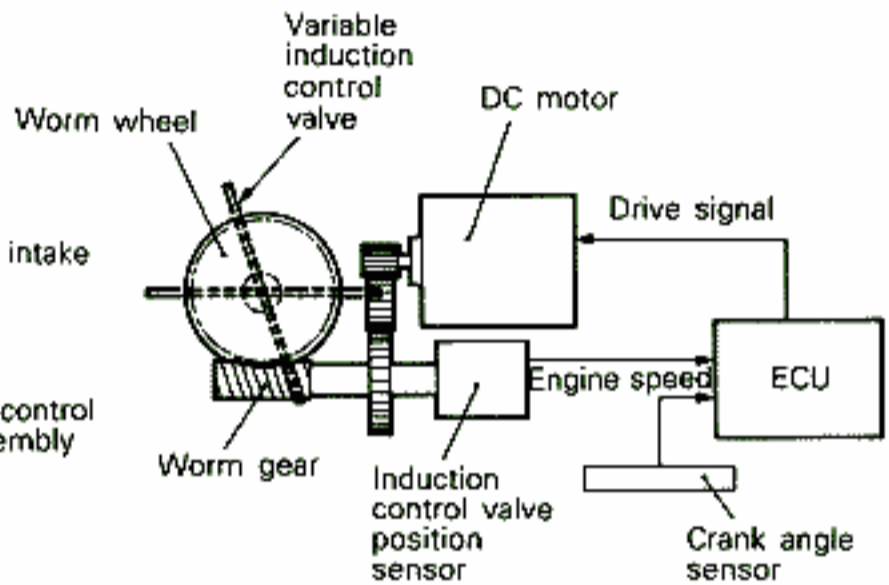 Variable
induction
control
valve
Worm wheel
DC motor
Drive signal
intake
Engine speed
ECU
control
embly
Worm gear
Induction
control valve
position
sensor
Crank angle
sensor